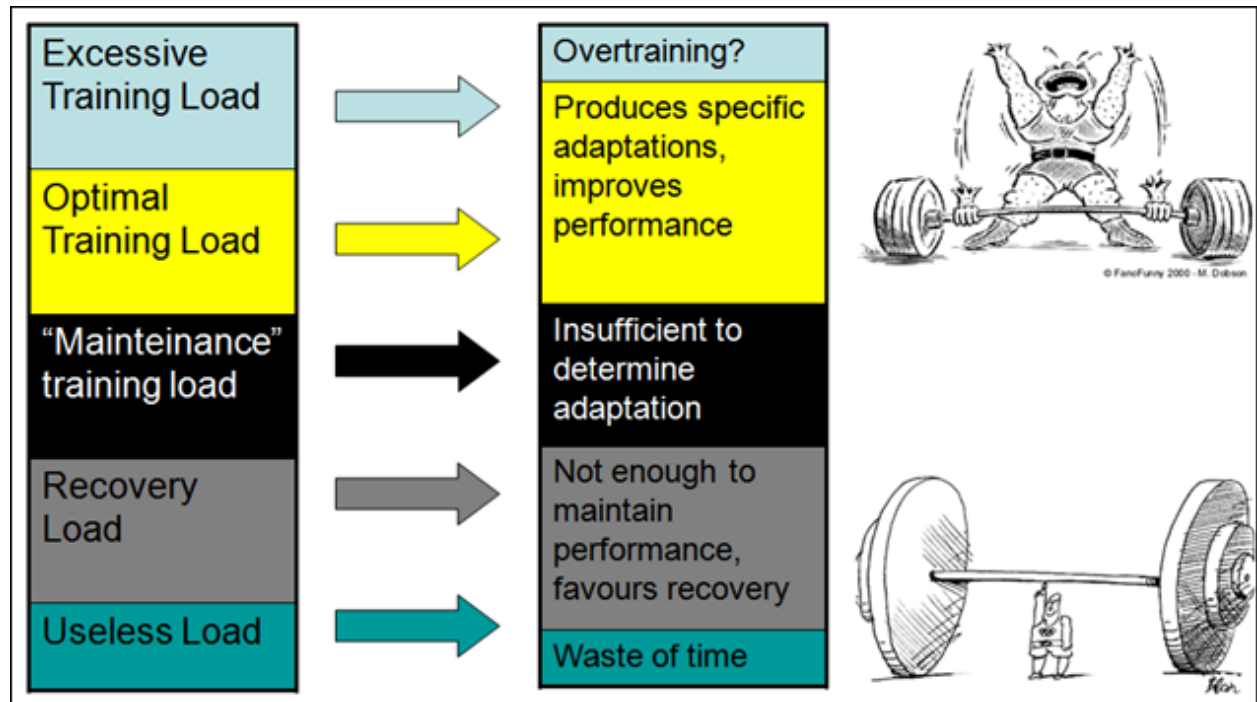 Excessive
Training Load
Optimal
Training Load
“Mainteinance”
training load
Recovery
Load
Useless Load
Overtraining?
Produces specific
adaptations,
improves
performance
Insufficient to
determine
adaptation
Not enough to
maintain
performance,
favours recovery
Waste of time
© FanoFunny 2000 - M. Dobson